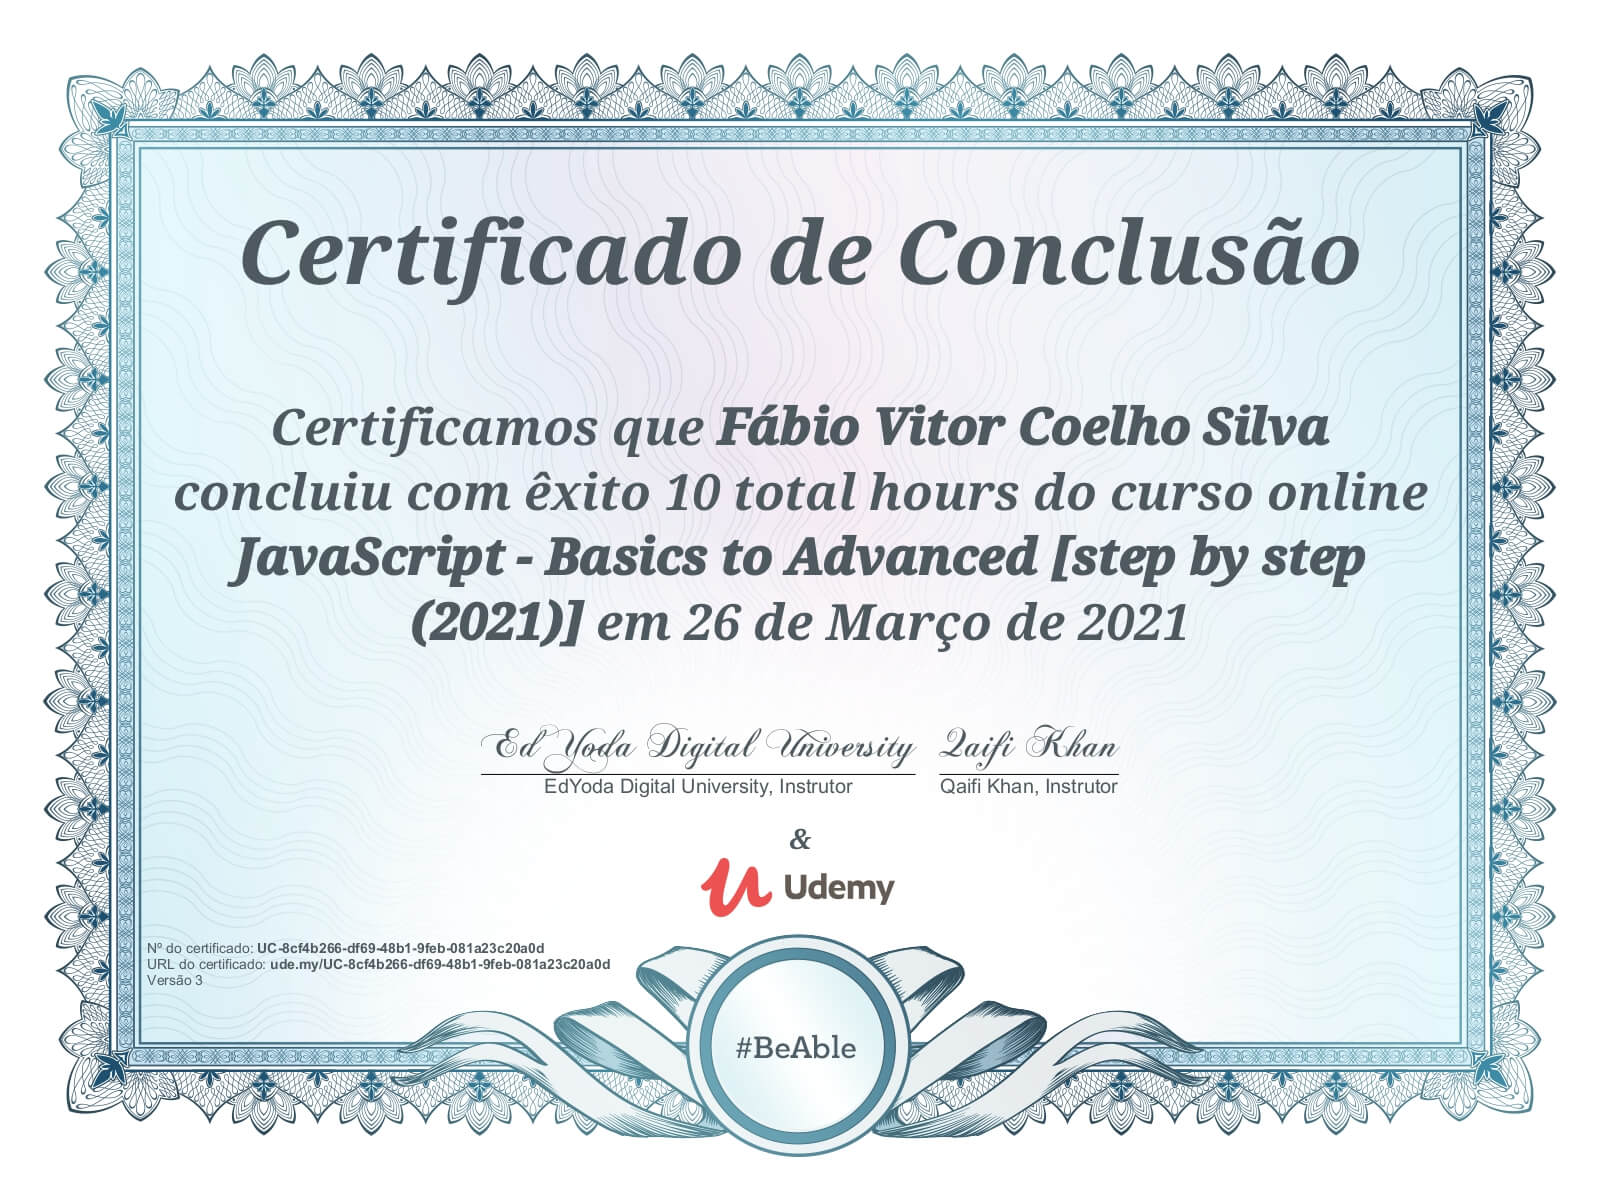 Certificado de Conclusão
Certificamos que Fábio Vitor Coelho Silva
concluiu com êxito 10 total hours do curso online
JavaScript - Basics to Advanced [step by step
(2021)] em 26 de Março de 2021
EdYoda Digital University Qaifi Khan
EdYoda Digital University, Instrutor Qaifi Khan, Instrutor
&
Udemy
Nº do certificado: UC-8cf4b266-df69-48b1-9feb-081a23c20a0d
URL do certificado: ude.my/UC-8cf4b266-df69-48b1-9feb-081a23c20a0d
Versão 3
#BeAble